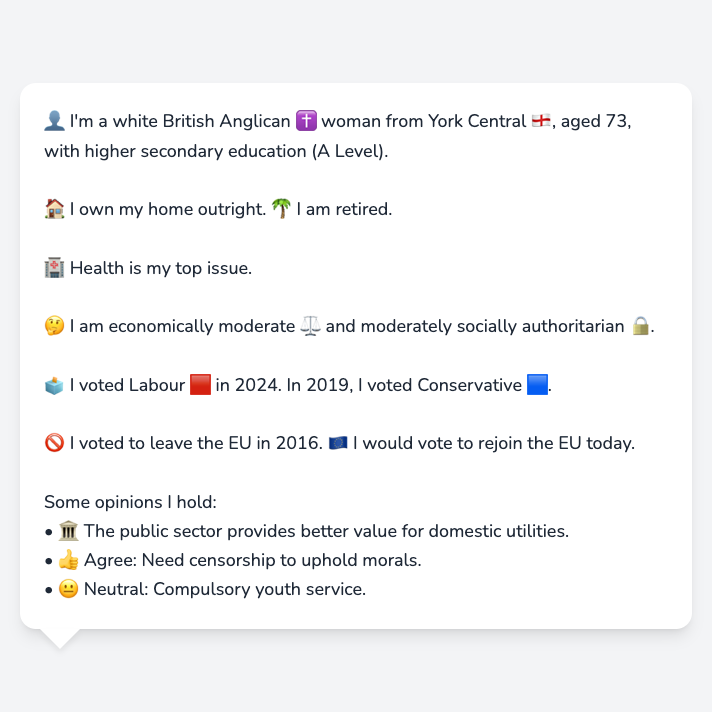 👤 I'm a white British Anglican ✝️ woman from York Central 🏴󠁧󠁢󠁥󠁮󠁧󠁿, aged 73,
with higher secondary education (A Level).
🏠 I own my home outright. 🌴 I am retired.
🏥 Health is my top issue.
🤔 I am economically moderate ⚖️ and moderately socially authoritarian 🔒.
🗳️ I voted Labour 🟥 in 2024. In 2019, I voted Conservative 🟦.
🚫 I voted to leave the EU in 2016. 🇪🇺 I would vote to rejoin the EU today.
Some opinions I hold:
• 🏛️ The public sector provides better value for domestic utilities.
• 👍 Agree: Need censorship to uphold morals.
• 😐 Neutral: Compulsory youth service.